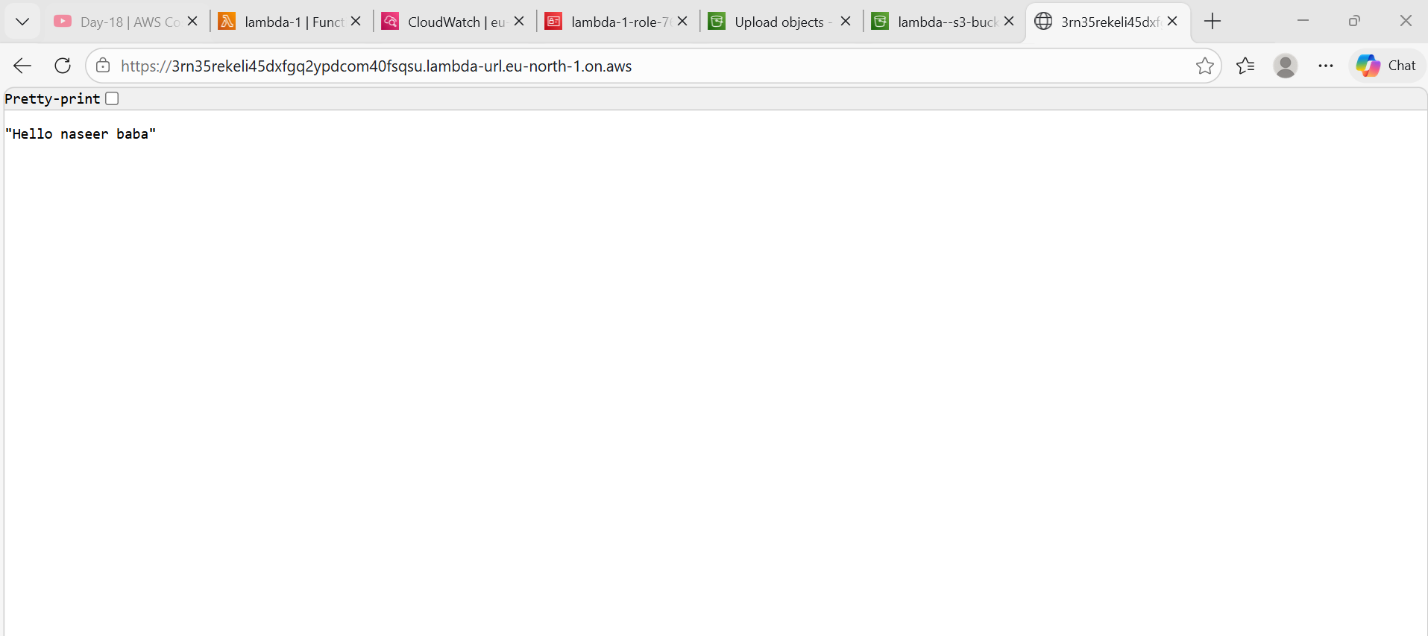 Day-18 | AWS Co
lambda-1 | Funct
CloudWatch | eu
lambda-1-role-7
Upload objects -
lambda--s3-buck
3rn35rekeli45dxf
https://3rn35rekeli45dxfgq2ypdcom40fsqsu.lambda-url.eu-north-1.on.aws
Chat
Pretty-print
"Hello naseer baba"